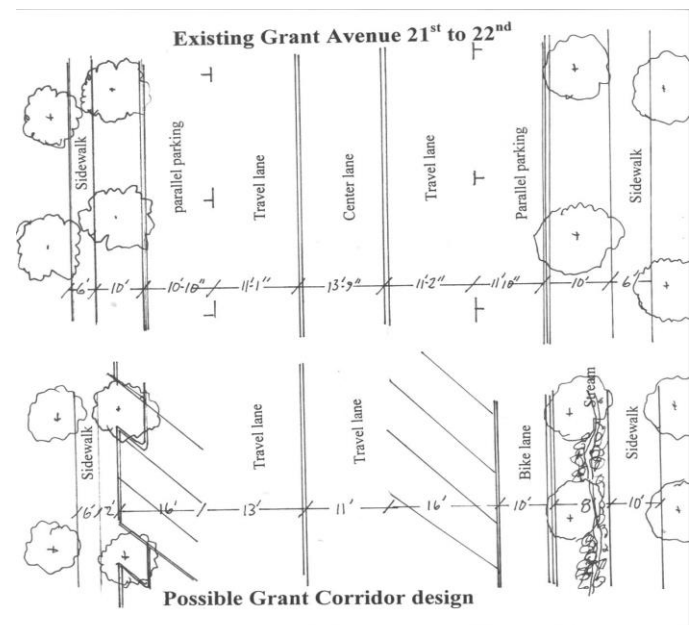 Existing Grant Avenue 21st to 22nd
Sidewalk
parallel parking
Travel lane
Center lane
Travel lane
Parallel parking
Sidewalk
6' 10' 10'-10" 11'-1" 13'-9" 11'-2" 11'10" 10' 6'
Sidewalk
Travel lane
Travel lane
Bike lane
Stream
Sidewalk
6' 2' 16' 13' 11' 16' 10' 8' 10'
Possible Grant Corridor design